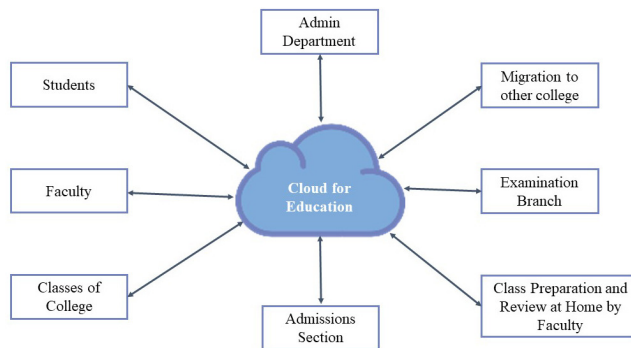 Admin
Department
Students
Migration to
other college
Faculty
Cloud for
Education
Examination
Branch
Classes of
College
Admissions
Section
Class Preparation and
Review at Home by
Faculty